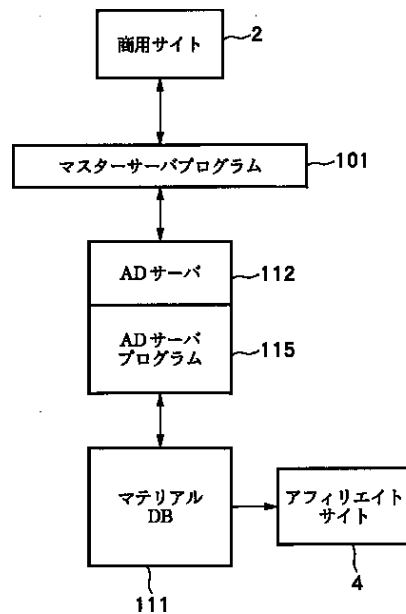 商用サイト
2
マスターサーバプログラム
101
ADサーバ
112
ADサーバ
プログラム
115
マテリアル
DB
111
アフィリエイト
サイト
4